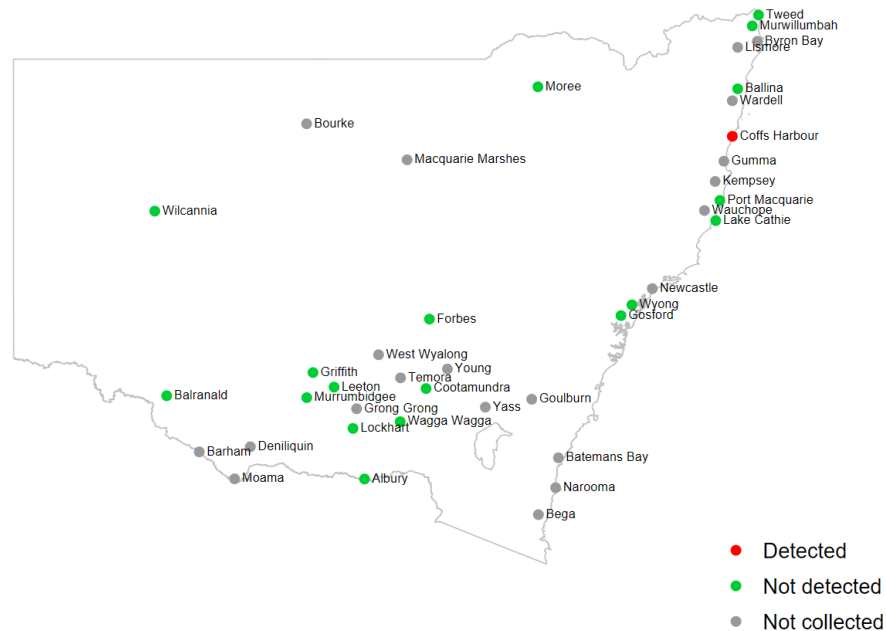 Tweed
Murwillumbah
Byron Bay
Lismore
Moree
Ballina
Wardell
Bourke
Coffs Harbour
Macquarie Marshes
Gumma
Kempsey
Port Macquarie
Wilcannia
Wauchope
Lake Cathie
Newcastle
Wyong
Gosford
Forbes
West Wyalong
Young
Griffith
Temora
Leeton
Cootamundra
Balranald
Murrumbidgee
Goulburn
Grong Grong
Yass
Wagga Wagga
Lockhart
Deniliquin
Barham
Batemans Bay
Moama
Albury
Narooma
Bega
Detected
Not detected
Not collected